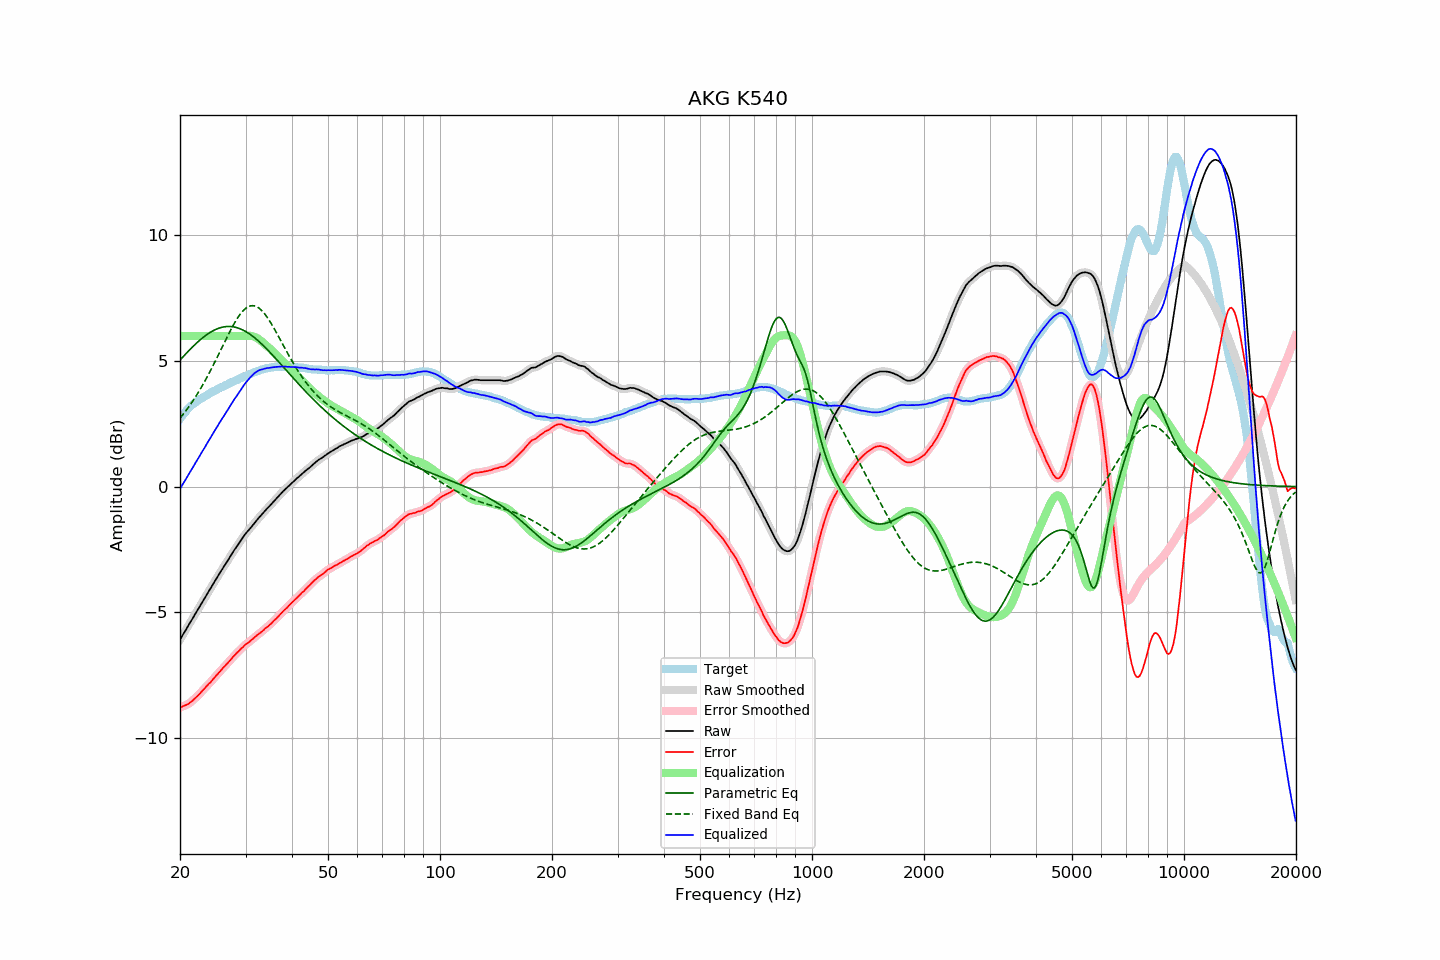 AKG K540
Amplitude (dBr)
10
5
0
−5
−10
Target
Raw Smoothed
Error Smoothed
Raw
Error
Equalization
Parametric Eq
Fixed Band Eq
Equalized
20 50 100 200 500 1000 2000 5000 10000 20000
Frequency (Hz)